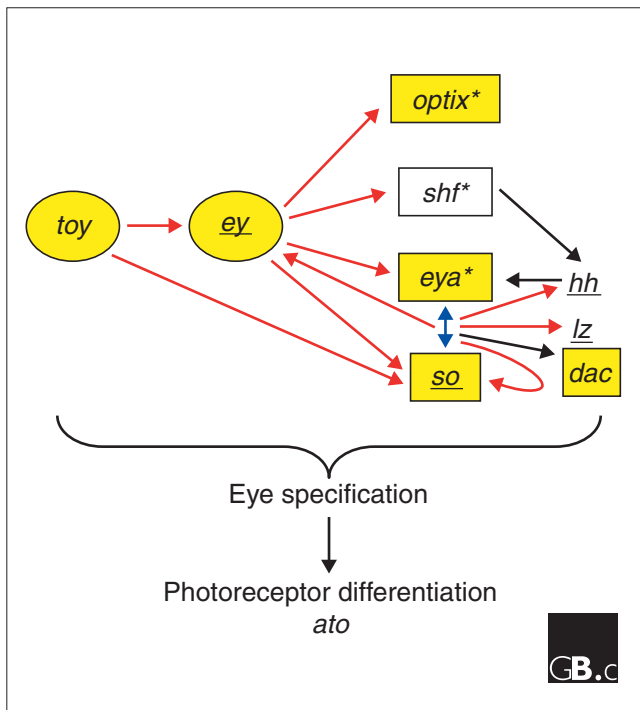 optix*
shf*
toy
ey
eya*
hh
lz
so
dac
Eye specification
Photoreceptor differentiation
ato
GB.c